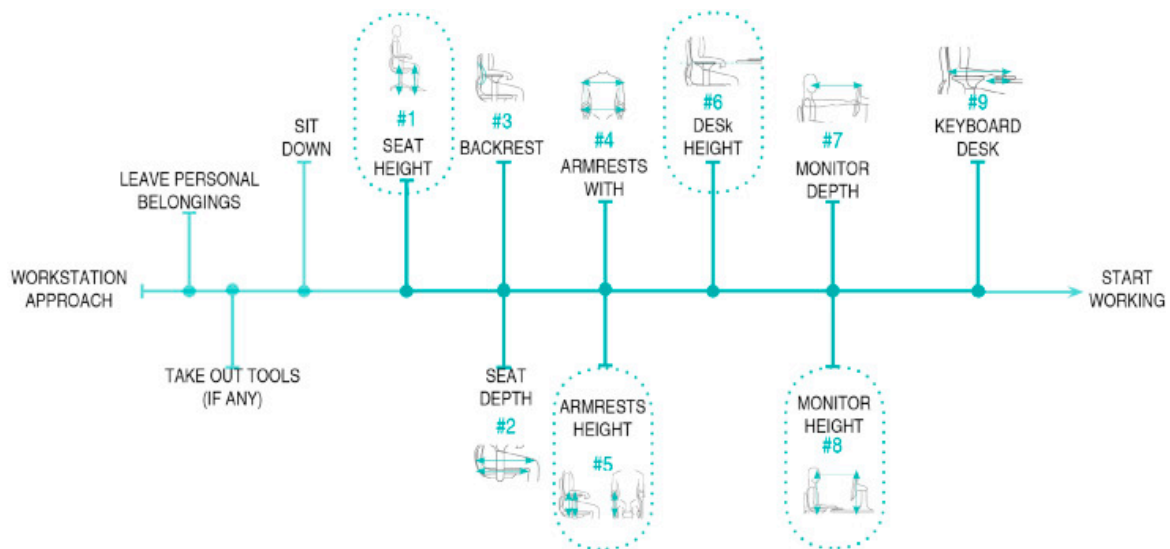 WORKSTATION
APPROACH
LEAVE PERSONAL
BELONGINGS
TAKE OUT TOOLS
(IF ANY)
SIT
DOWN
#1
SEAT
HEIGHT
SEAT
DEPTH
#2
#3
BACKREST
#4
ARMRESTS
WITH
ARMRESTS
HEIGHT
#5
#6
DESk
HEIGHT
#7
MONITOR
DEPTH
MONITOR
HEIGHT
#8
#9
KEYBOARD
DESK
START
WORKING